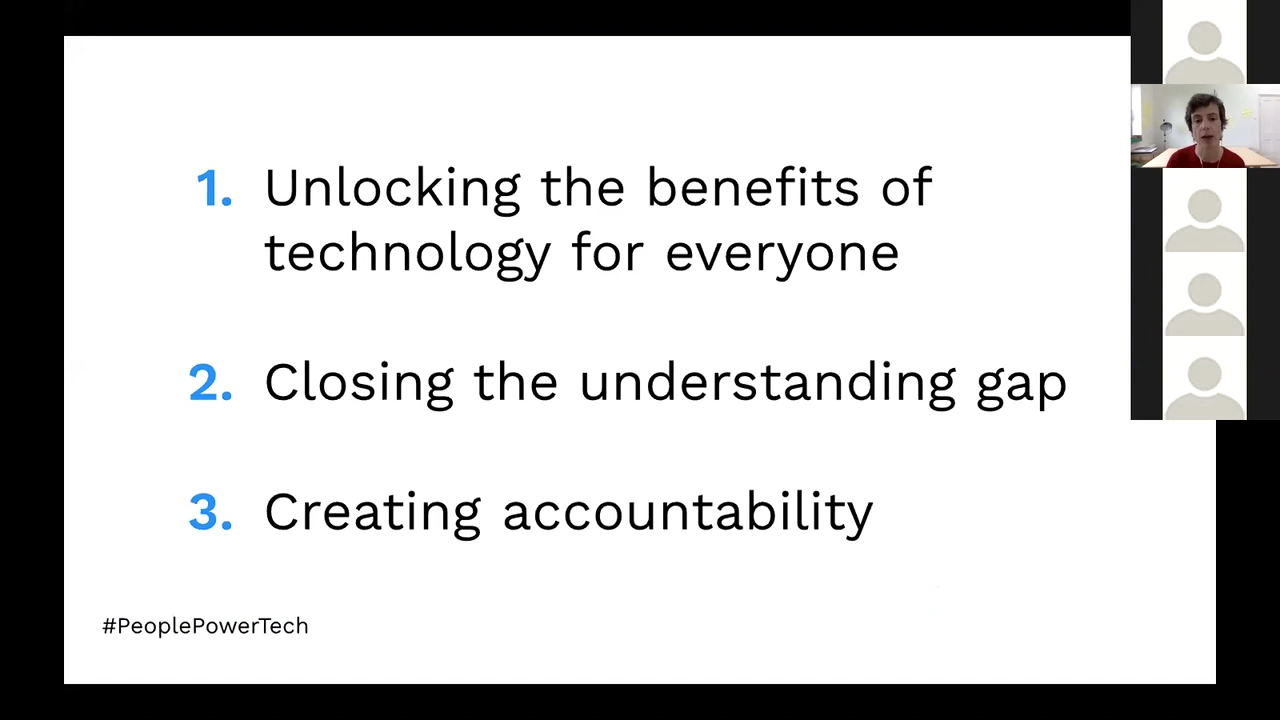 1. Unlocking the benefits of
technology for everyone
2. Closing the understanding gap
3. Creating accountability
#PeoplePowerTech